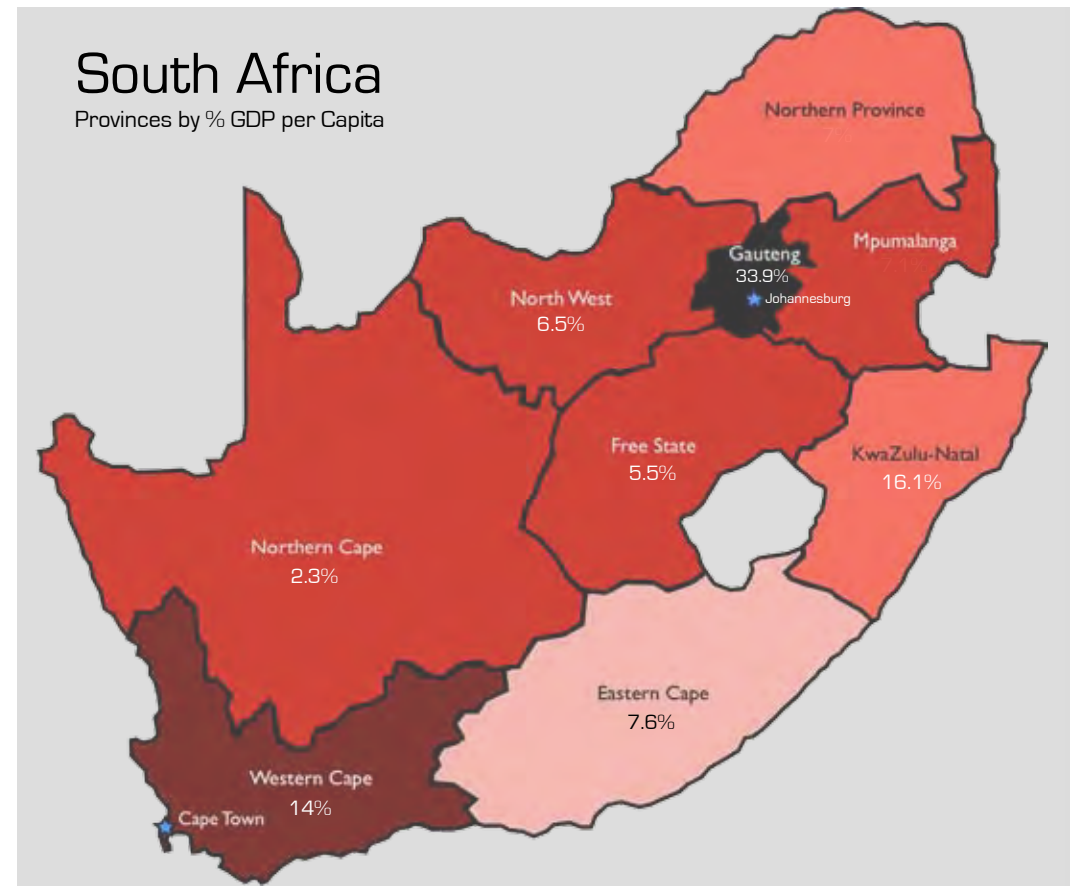 South Africa
Provinces by % GDP per Capita
Northern Province
Mpumalanga
Gauteng
33.9%
Johannesburg
North West
6.5%
Free State
5.5%
KwaZulu-Natal
16.1%
Northern Cape
2.3%
Eastern Cape
7.6%
Western Cape
14%
Cape Town